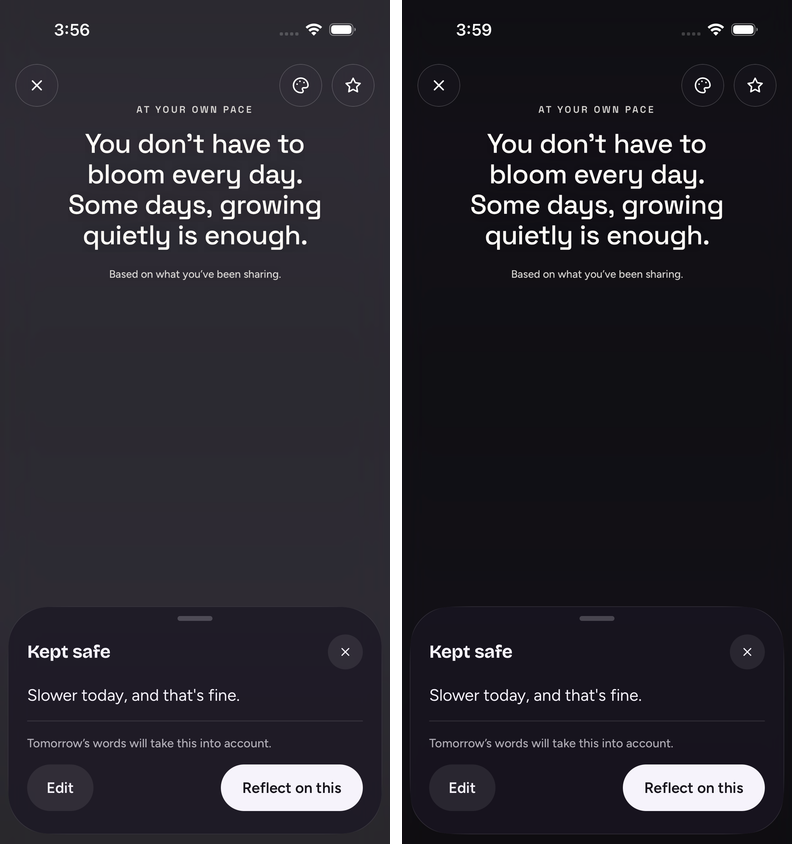 3:56
AT YOUR OWN PACE
You don’t have to
bloom every day.
Some days, growing
quietly is enough.
Based on what you’ve been sharing.
Kept safe
Slower today, and that's fine.
Tomorrow’s words will take this into account.
Edit
Reflect on this
3:59
AT YOUR OWN PACE
You don’t have to
bloom every day.
Some days, growing
quietly is enough.
Based on what you’ve been sharing.
Kept safe
Slower today, and that's fine.
Tomorrow’s words will take this into account.
Edit
Reflect on this